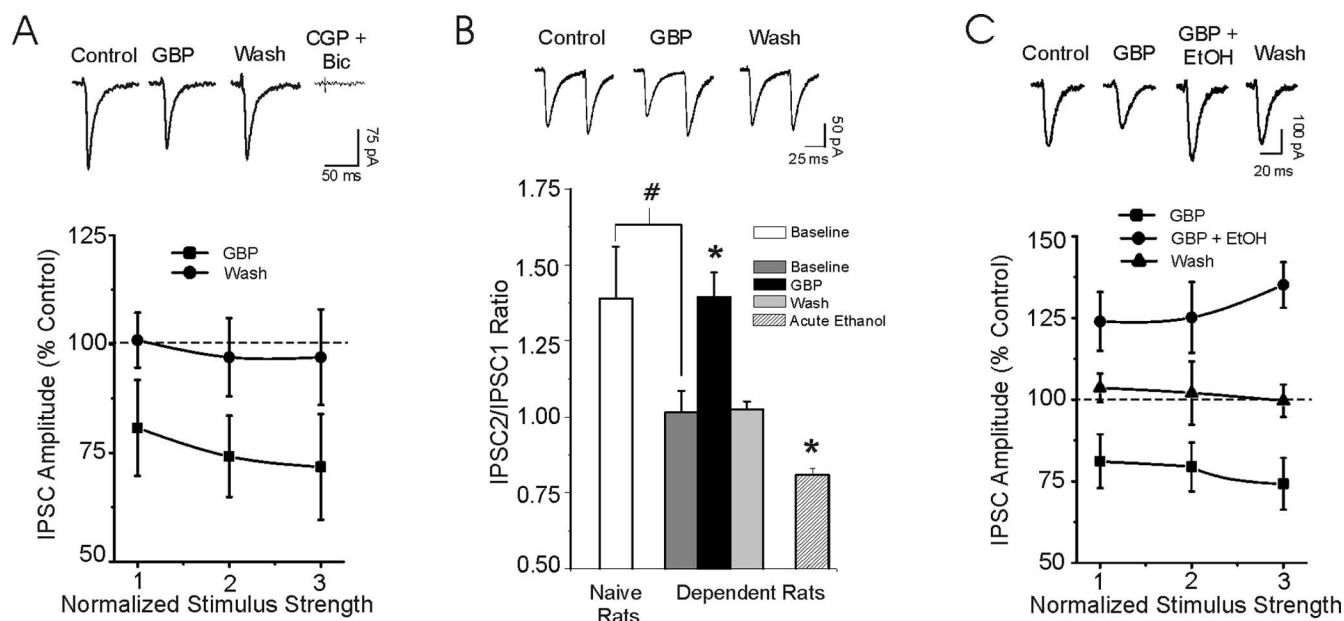 A
Control
GBP
Wash
CGP +
Bic
75 pA
50 ms
IPSC Amplitude (% Control)
125
100
75
50
GBP
Wash
1
2
3
Normalized Stimulus Strength
B
Control
GBP
Wash
50 pA
25 ms
IPSC2/IPSC1 Ratio
1.75
1.50
1.25
1.00
0.75
0.50
#
*
*
Baseline
Baseline
GBP
Wash
Acute Ethanol
Naive
Rats
Dependent Rats
C
Control
GBP
GBP +
EtOH
Wash
100 pA
20 ms
GBP
GBP + EtOH
Wash
IPSC Amplitude (% Control)
150
125
100
75
50
1
2
3
Normalized Stimulus Strength